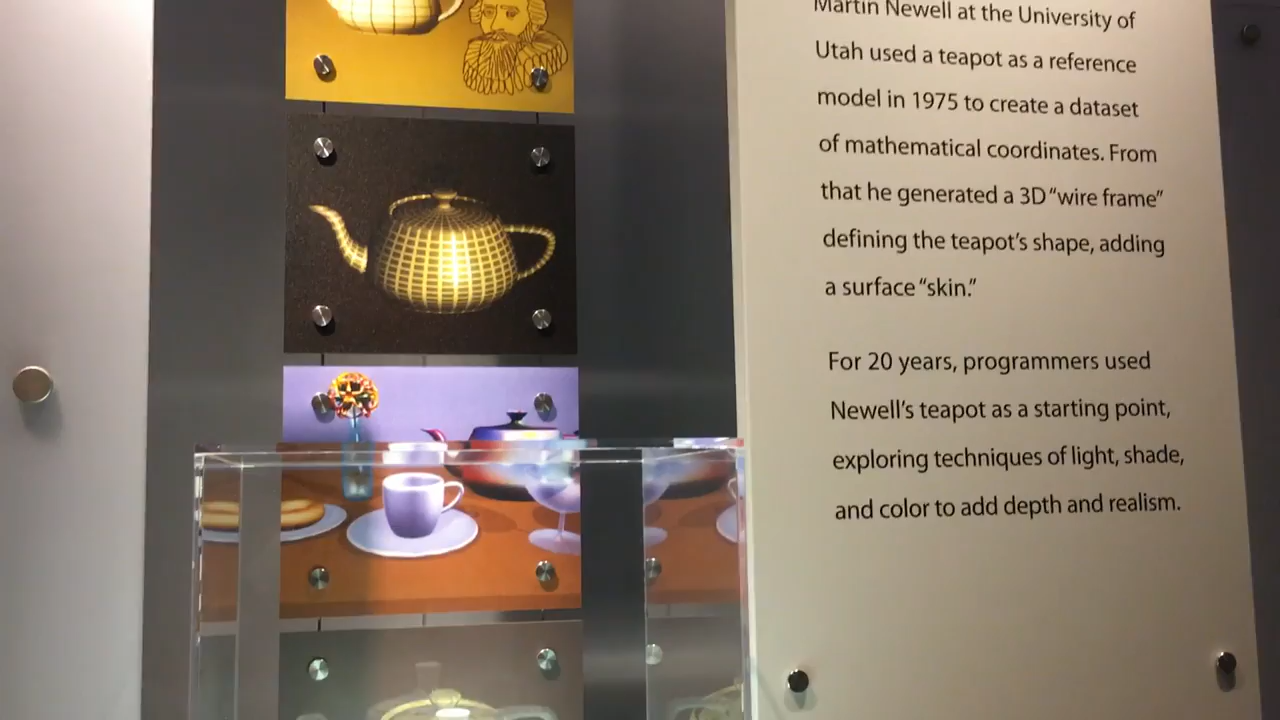 Martin Newell at the University of
Utah used a teapot as a reference
model in 1975 to create a dataset
of mathematical coordinates. From
that he generated a 3D “wire frame”
defining the teapot’s shape, adding
a surface “skin.”
For 20 years, programmers used
Newell’s teapot as a starting point,
exploring techniques of light, shade,
and color to add depth and realism.